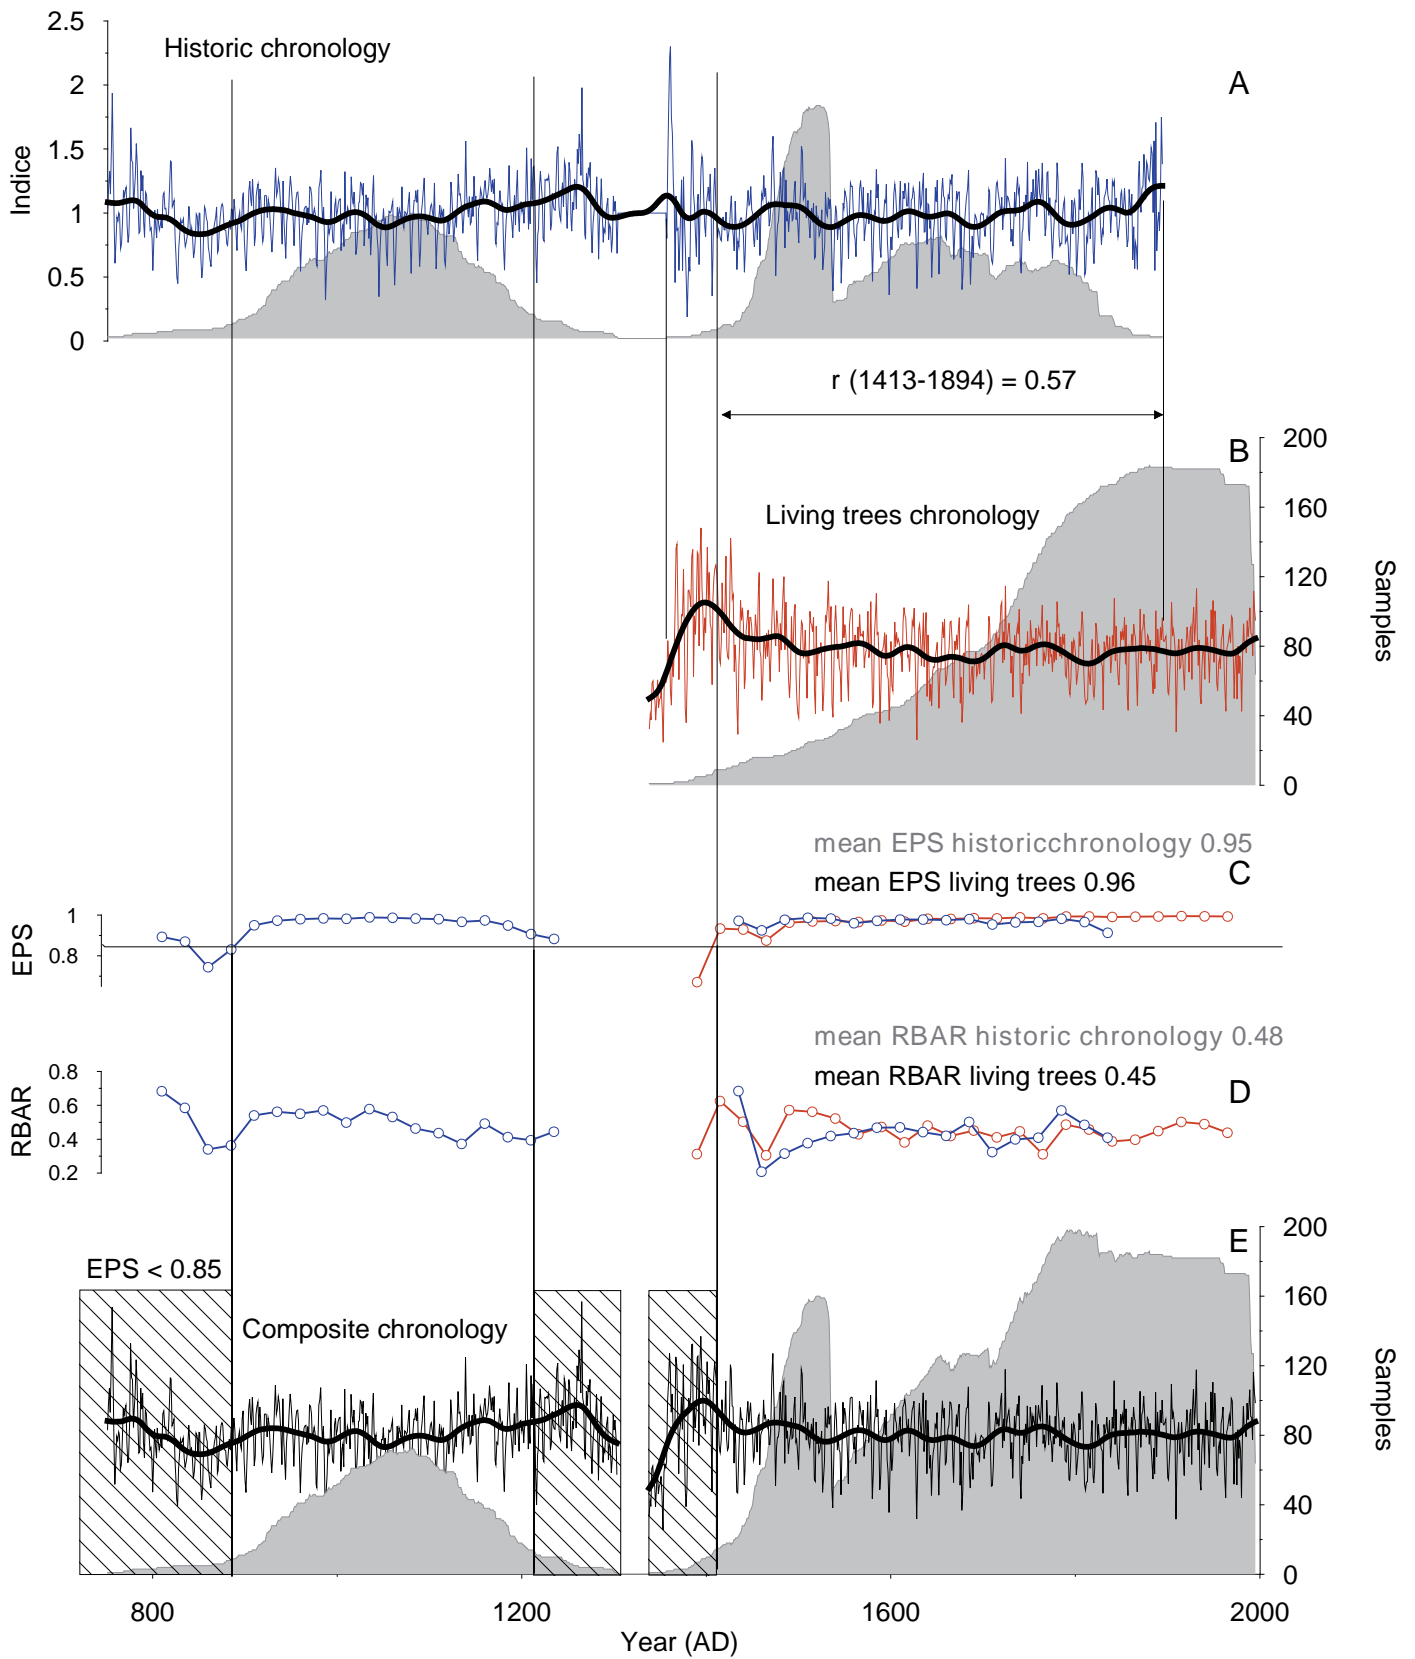 2.5
Historic chronology
A
2
1.5
Indice
1
0.5
0
r (1413-1894) = 0.57
B
200
160
Living trees chronology
120
Samples
80
40
0
mean EPS historicchronology 0.95
mean EPS living trees 0.96
C
1
EPS
0.8
mean RBAR historic chronology 0.48
mean RBAR living trees 0.45
D
0.8
RBAR
0.6
0.4
0.2
E
200
EPS < 0.85
160
Composite chronology
120
Samples
80
40
0
800
1200
1600
2000
Year (AD)